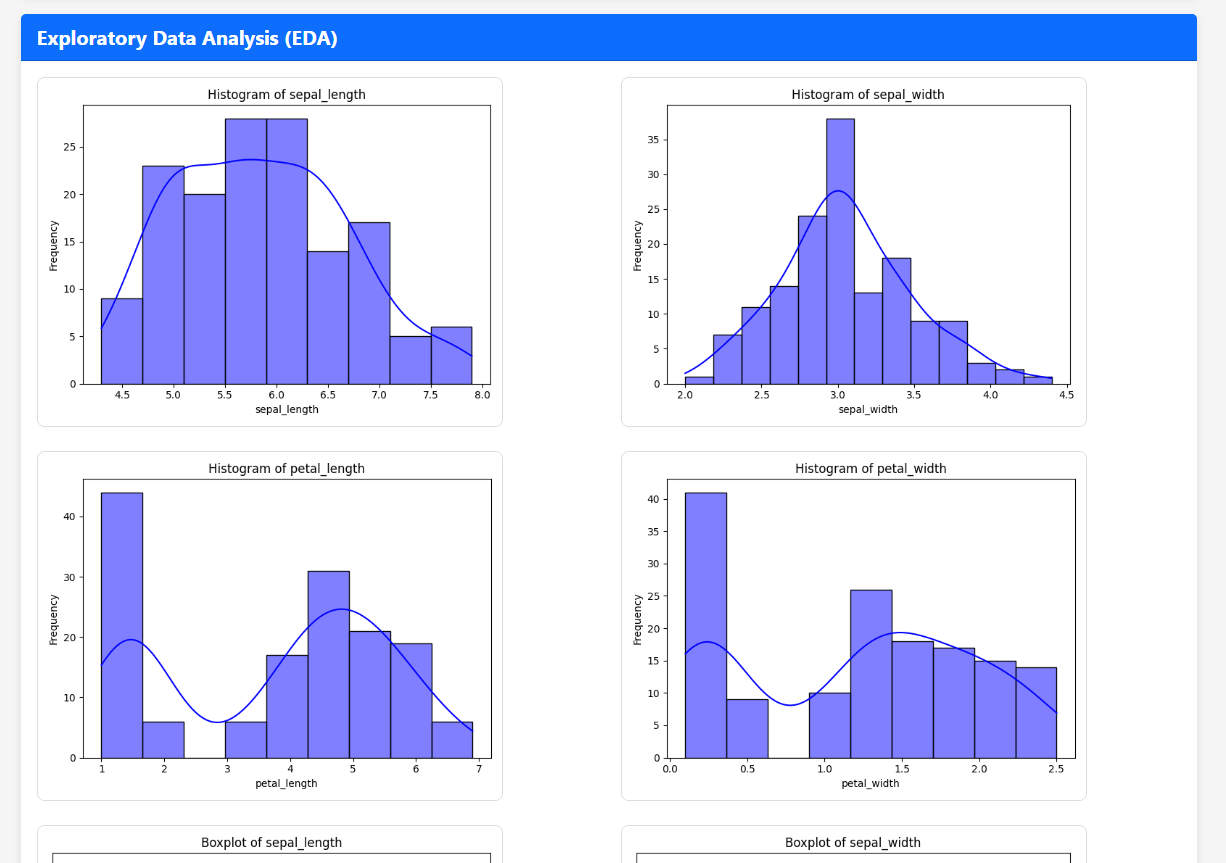 Exploratory Data Analysis (EDA)
Histogram of sepal_length
Frequency
25
20
15
10
5
0
4.5 5.0 5.5 6.0 6.5 7.0 7.5 8.0
sepal_length
Histogram of sepal_width
Frequency
35
30
25
20
15
10
5
0
2.0 2.5 3.0 3.5 4.0 4.5
sepal_width
Histogram of petal_length
Frequency
40
30
20
10
0
1 2 3 4 5 6 7
petal_length
Histogram of petal_width
Frequency
40
35
30
25
20
15
10
5
0
0.0 0.5 1.0 1.5 2.0 2.5
petal_width
Boxplot of sepal_length
Boxplot of sepal_width